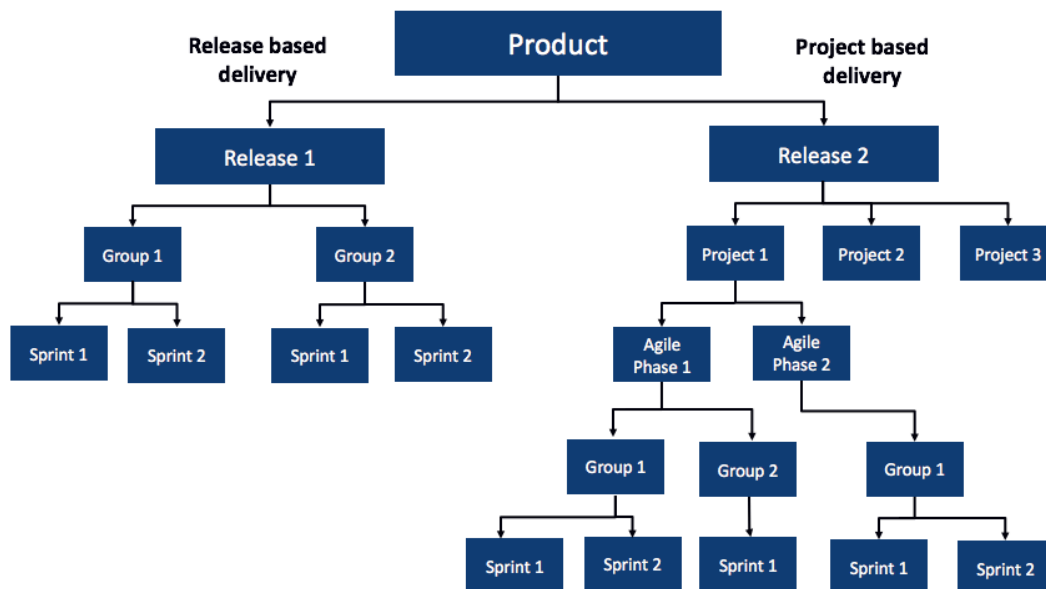 Release based
delivery
Product
Project based
delivery
Release 1
Release 2
Group 1
Group 2
Project 1
Project 2
Project 3
Sprint 1
Sprint 2
Sprint 1
Sprint 2
Agile
Phase 1
Agile
Phase 2
Group 1
Group 2
Group 1
Sprint 1
Sprint 2
Sprint 1
Sprint 1
Sprint 2